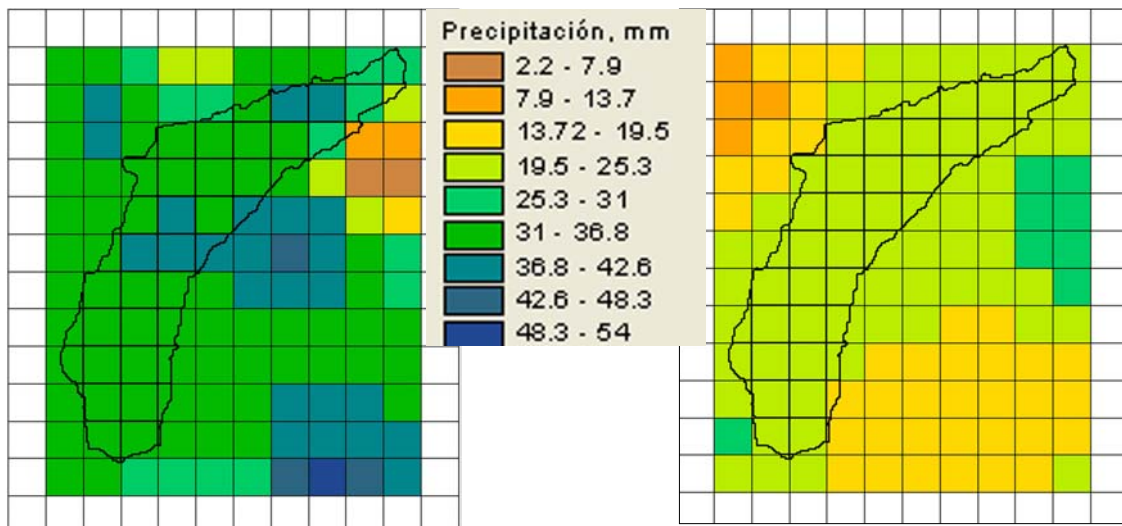 Precipitación, mm
2.2 - 7.9
7.9 - 13.7
13.72 - 19.5
19.5 - 25.3
25.3 - 31
31 - 36.8
36.8 - 42.6
42.6 - 48.3
48.3 - 54